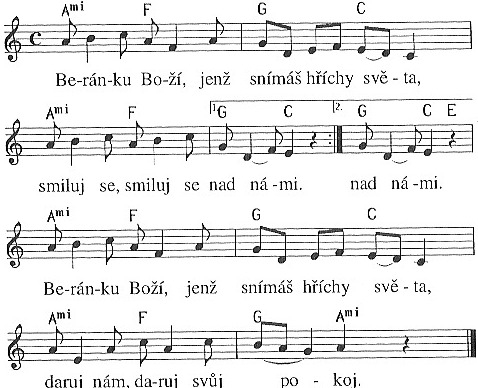 Ami F G C
Be-rán-ku Bo-ží, jenž snímáš hříchy svě-ta,
Ami F 1. G C 2. G C E
smiluj se, smiluj se nad ná-mi. nad ná-mi.
Ami F G C
Be-rán-ku Boží, jenž snímáš hříchy svě-ta,
Ami F G Ami
daruj nám, da-ruj svůj po - koj.